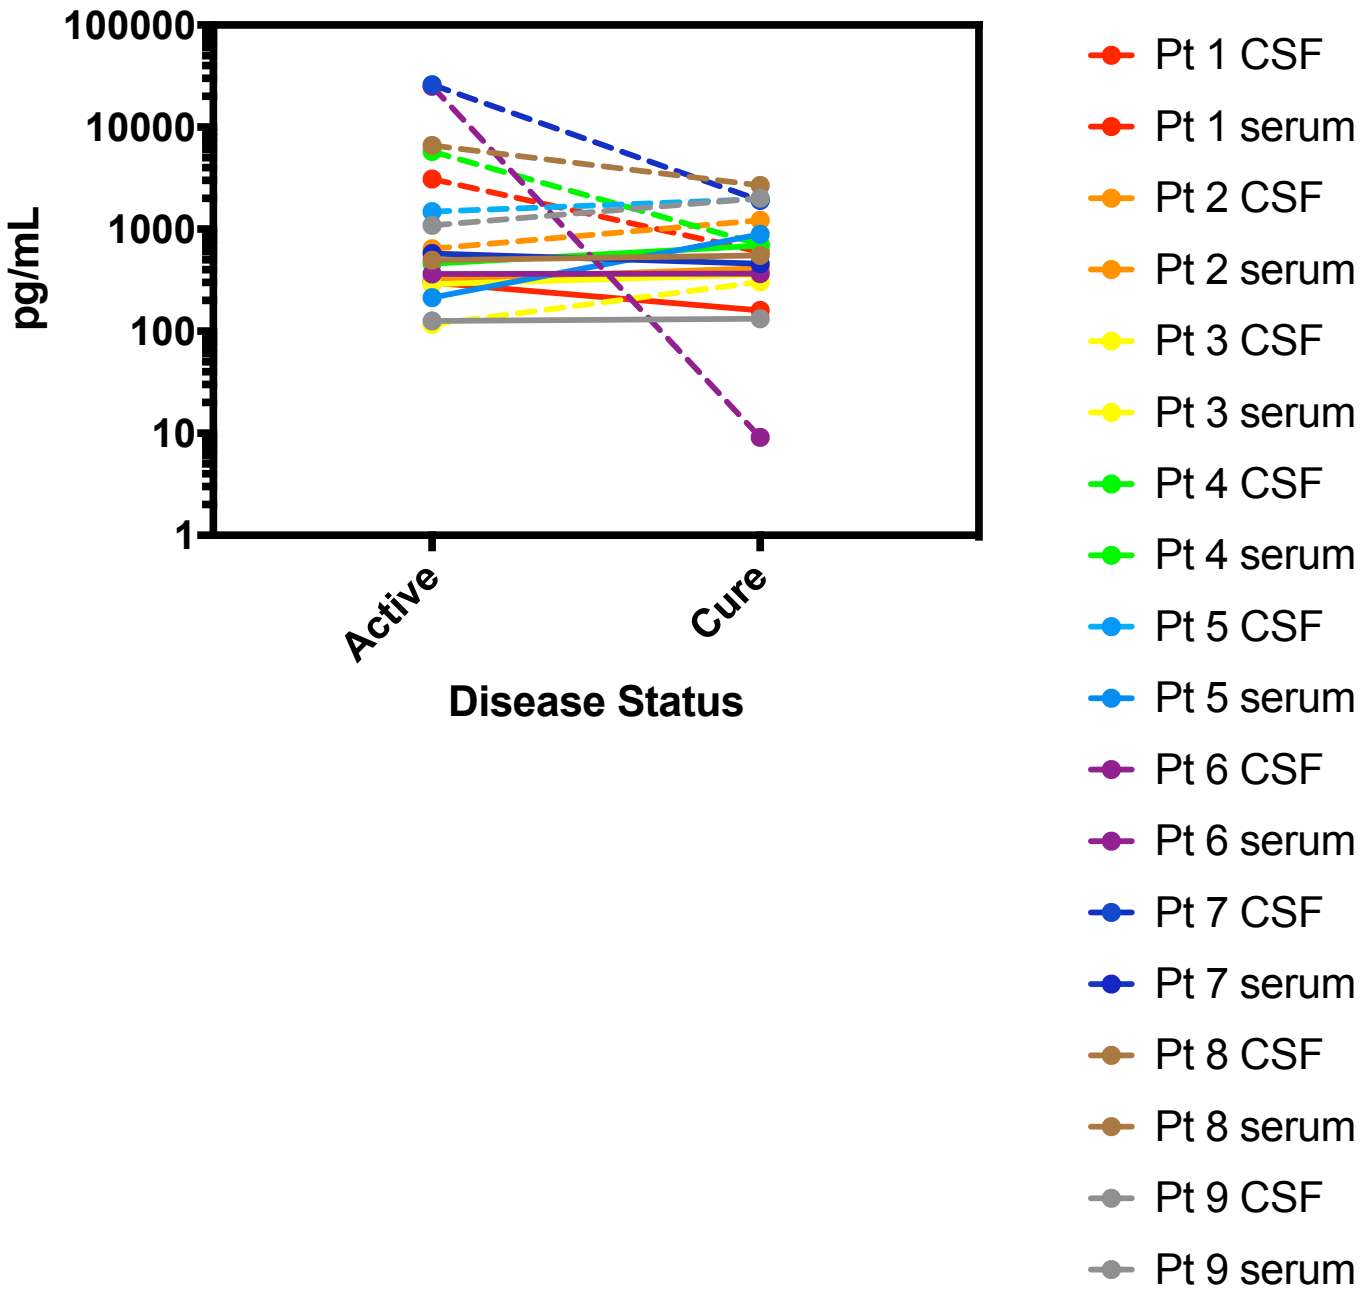 100000
10000
1000
100
10
1
pg/mL
Active
Cure
Disease Status
Pt 1 CSF
Pt 1 serum
Pt 2 CSF
Pt 2 serum
Pt 3 CSF
Pt 3 serum
Pt 4 CSF
Pt 4 serum
Pt 5 CSF
Pt 5 serum
Pt 6 CSF
Pt 6 serum
Pt 7 CSF
Pt 7 serum
Pt 8 CSF
Pt 8 serum
Pt 9 CSF
Pt 9 serum